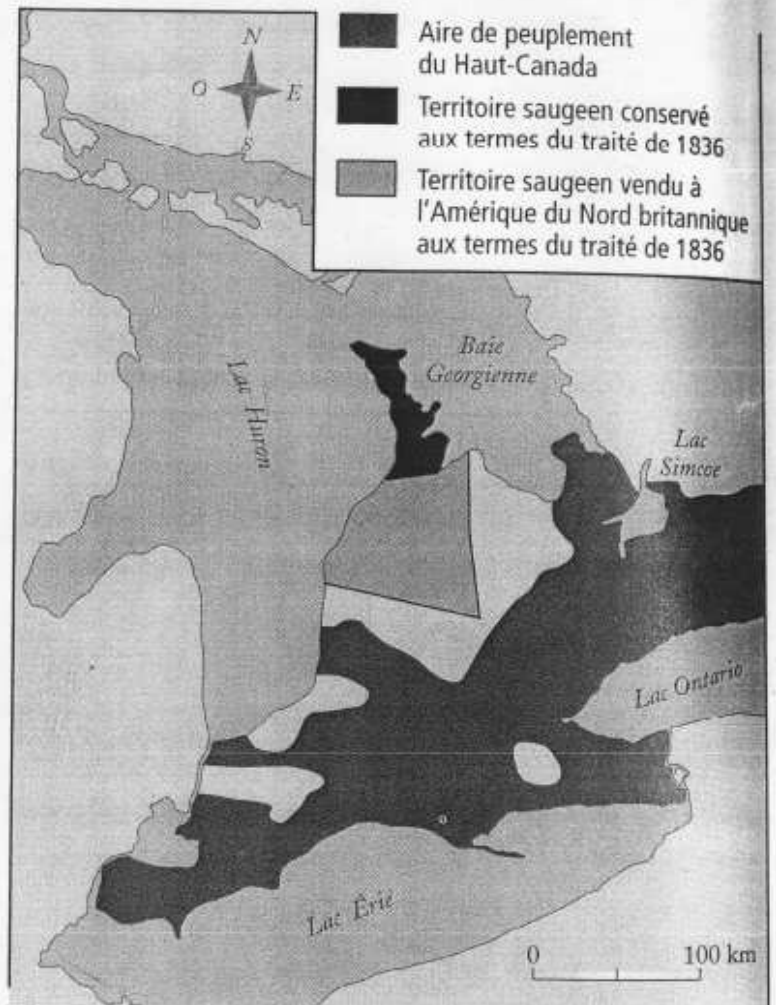 Aire de peuplement
du Haut-Canada
Territoire saugeen conservé
aux termes du traité de 1836
Territoire saugeen vendu à
l'Amérique du Nord britannique
aux termes du traité de 1836
N
O
E
S
Baie
Georgienne
Lac Huron
Lac
Simcoe
Lac Ontario
Lac Érié
0
100 km